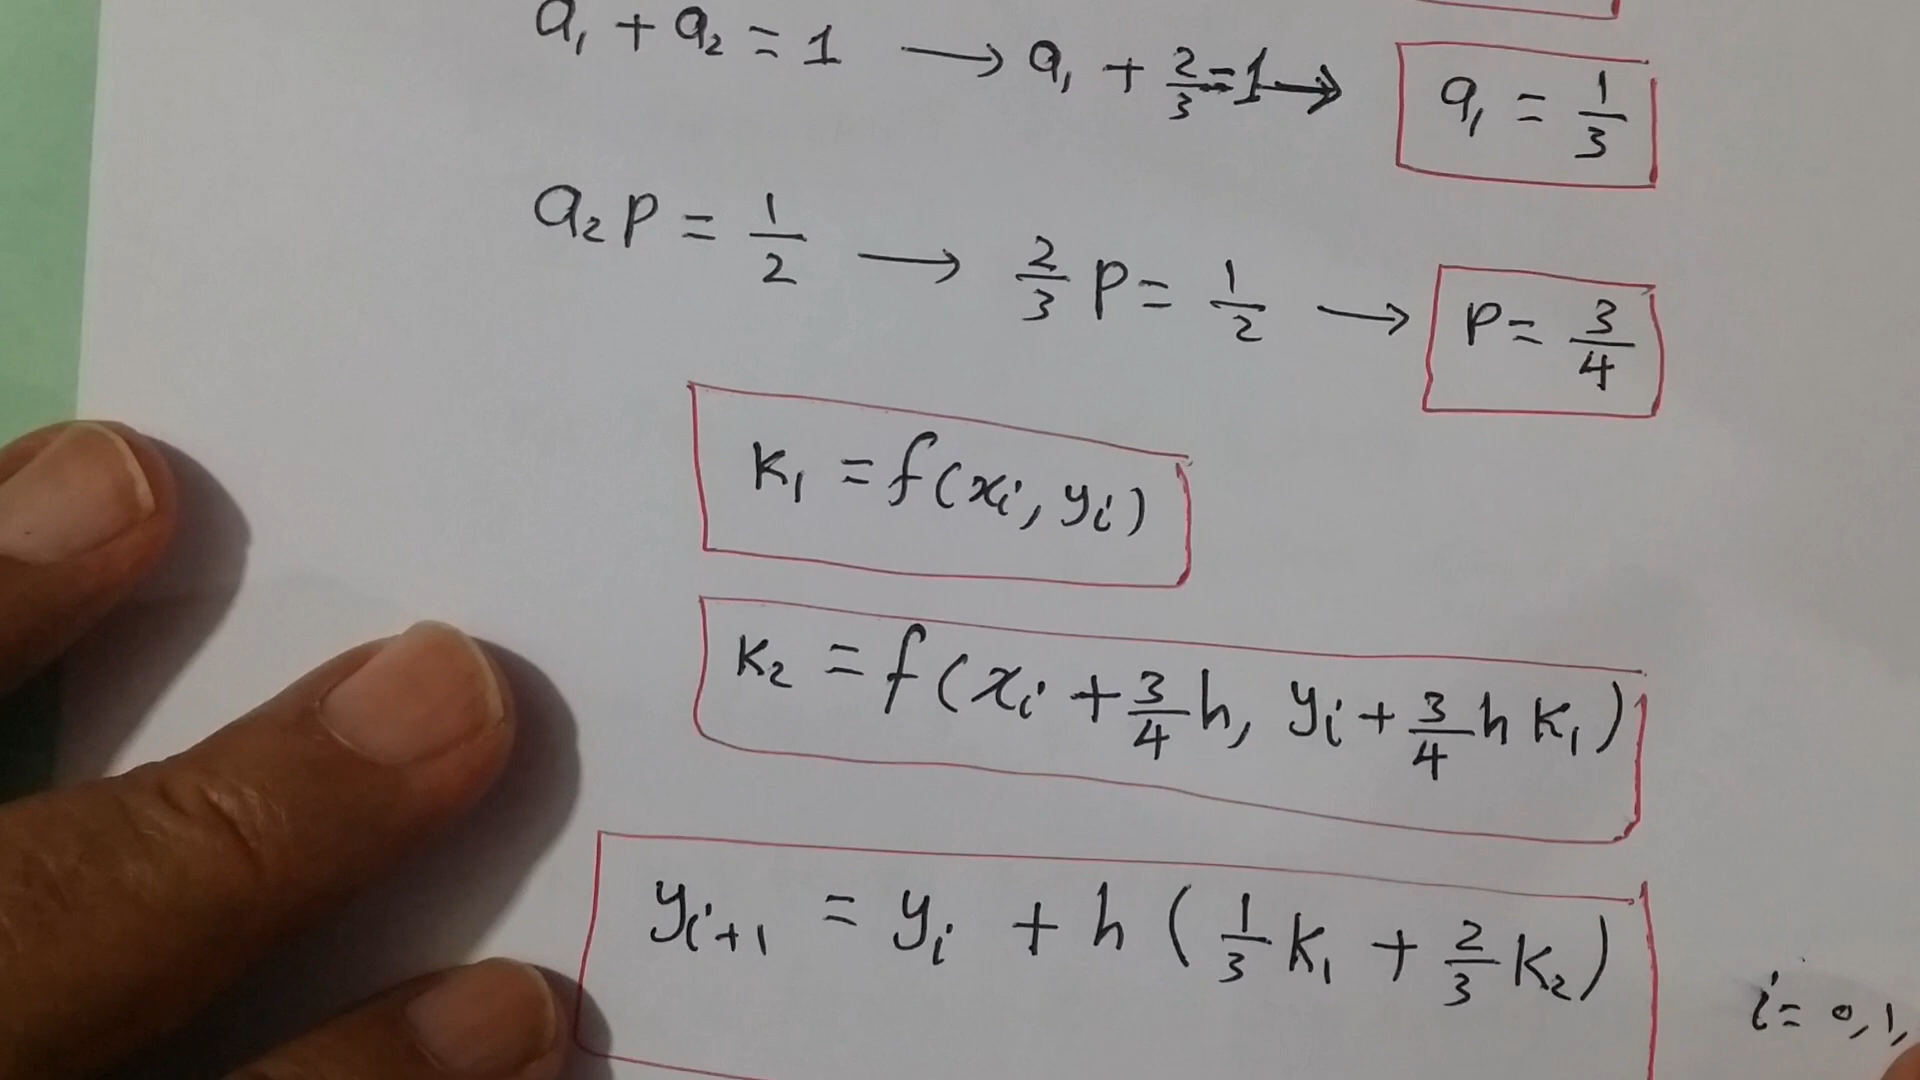 a₁ + a₂ = 1 → a₁ + 2/3 = 1 → a₁ = 1/3
a₂ p = 1/2 → 2/3 p = 1/2 → p = 3/4
k₁ = f(xᵢ, yᵢ)
k₂ = f(xᵢ + 3/4 h, yᵢ + 3/4 h k₁)
yᵢ₊₁ = yᵢ + h ( 1/3 k₁ + 2/3 k₂)
i = 0, 1,